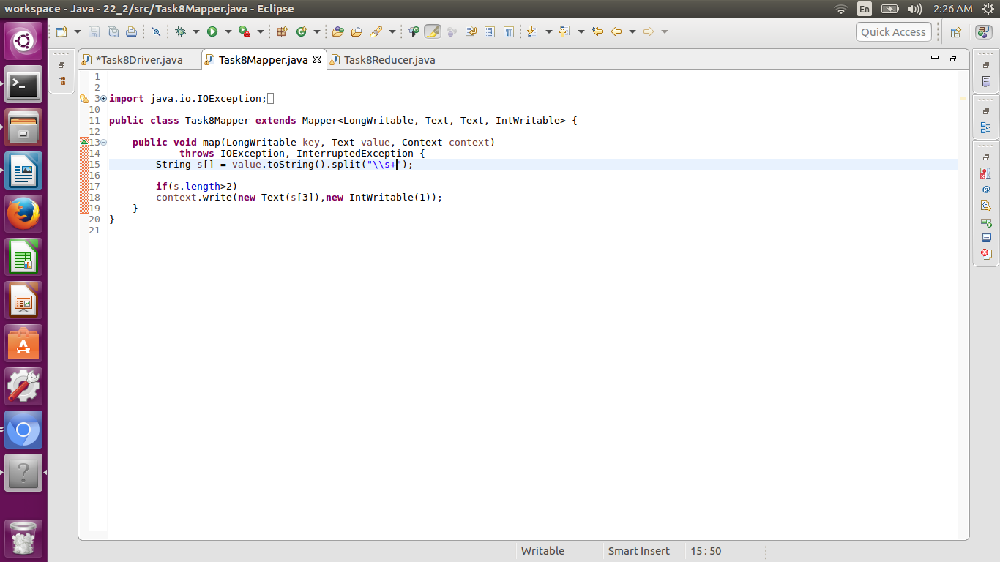 workspace - Java - 22_2/src/Task8Mapper.java - Eclipse
En
2:26 AM
Quick Access
*Task8Driver.java
Task8Mapper.java
Task8Reducer.java
1
2
3 import java.io.IOException;
10
11 public class Task8Mapper extends Mapper<LongWritable, Text, Text, IntWritable> {
12
13 public void map(LongWritable key, Text value, Context context)
14 throws IOException, InterruptedException {
15 String s[] = value.toString().split("\\s+");
16
17 if(s.length>2)
18 context.write(new Text(s[3]),new IntWritable(1));
19 }
20 }
21
Writable
Smart Insert
15 : 50